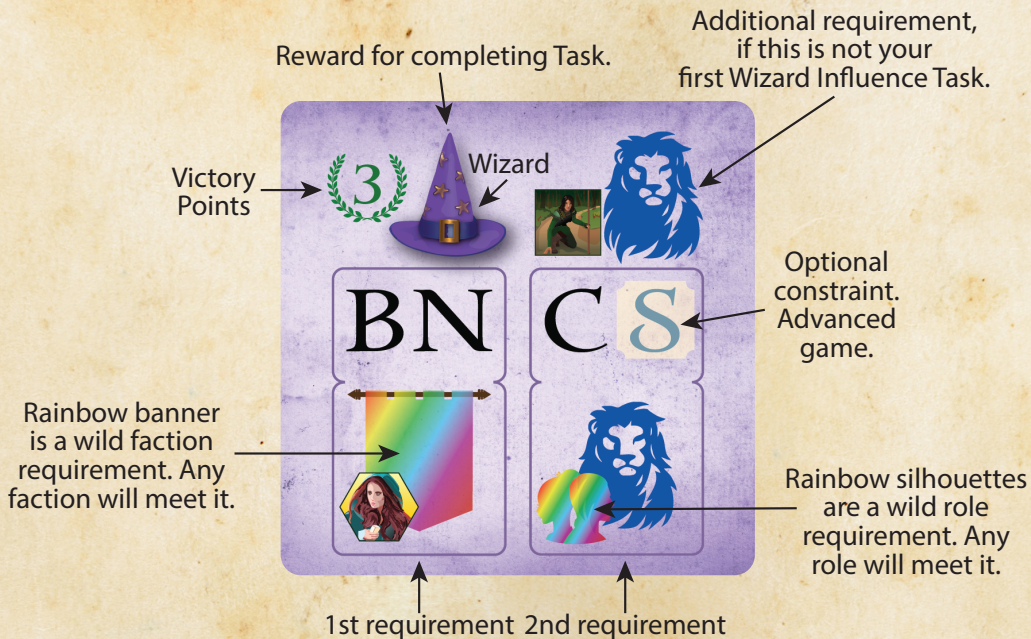 Additional requirement,
if this is not your
first Wizard Influence Task.
Reward for completing Task.
Victory
Points
3
Wizard
Optional
constraint.
Advanced
game.
BN
C S
Rainbow banner
is a wild faction
requirement. Any
faction will meet it.
Rainbow silhouettes
are a wild role
requirement. Any
role will meet it.
1st requirement
2nd requirement